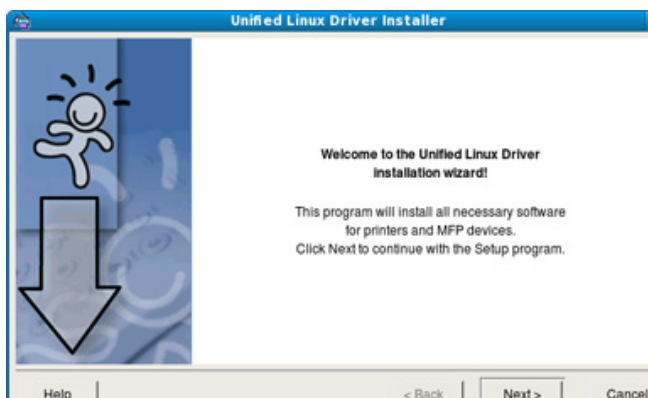 Unified Linux Driver Installer
Welcome to the Unified Linux Driver
installation wizard!
This program will install all necessary software
for printers and MFP devices.
Click Next to continue with the Setup program.
Help < Back Next > Cancel